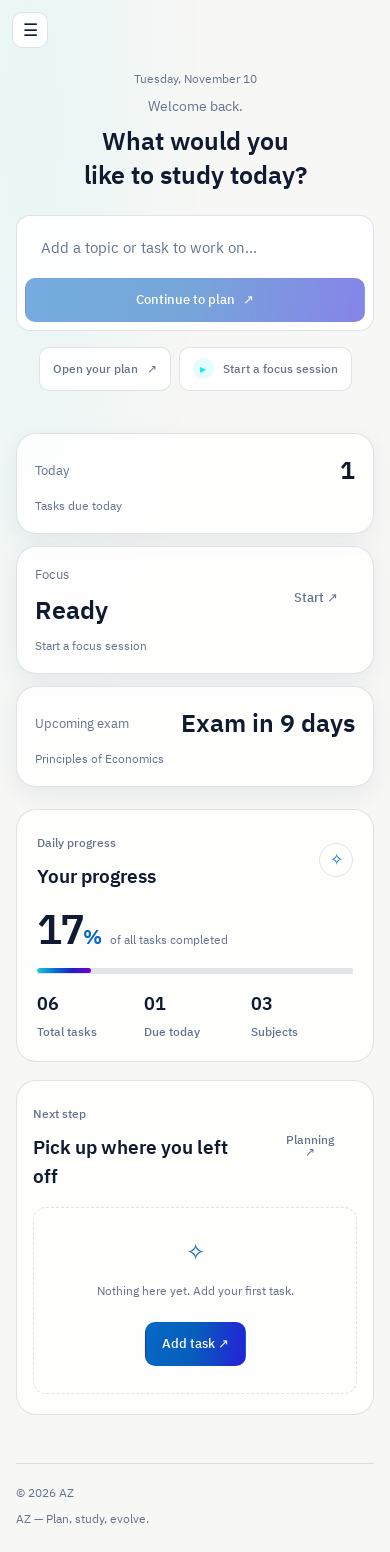 ☰
Tuesday, November 10
Welcome back.
What would you
like to study today?
Add a topic or task to work on...
Continue to plan ↗
Open your plan ↗
▸ Start a focus session
Today
1
Tasks due today
Focus
Ready
Start ↗
Start a focus session
Upcoming exam
Exam in 9 days
Principles of Economics
Daily progress
Your progress
✧
17% of all tasks completed
06 01 03
Total tasks Due today Subjects
Next step
Pick up where you left
off
Planning
↗
✧
Nothing here yet. Add your first task.
Add task ↗
© 2026 AZ
AZ — Plan, study, evolve.